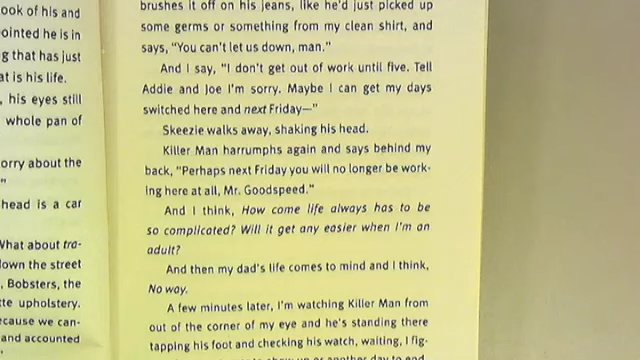 ook of his and
ointed he is in
g that has just
at is his life.
, his eyes still
whole pan of
orry about the
"
head is a car
What about tra-
down the street
, Bobsters, the
tte upholstery.
ecause we can-
and accounted
brushes it off on his jeans, like he'd just picked up
some germs or something from my clean shirt, and
says, "You can't let us down, man."
And I say, "I don't get out of work until five. Tell
Addie and Joe I'm sorry. Maybe I can get my days
switched here and next Friday—"
Skeezie walks away, shaking his head.
Killer Man harrumphs again and says behind my
back, "Perhaps next Friday you will no longer be work-
ing here at all, Mr. Goodspeed."
And I think, How come life always has to be
so complicated? Will it get any easier when I'm an
adult?
And then my dad's life comes to mind and I think,
No way.
A few minutes later, I'm watching Killer Man from
out of the corner of my eye and he's standing there
tapping his foot and checking his watch, waiting, I fig-
or another day to end.